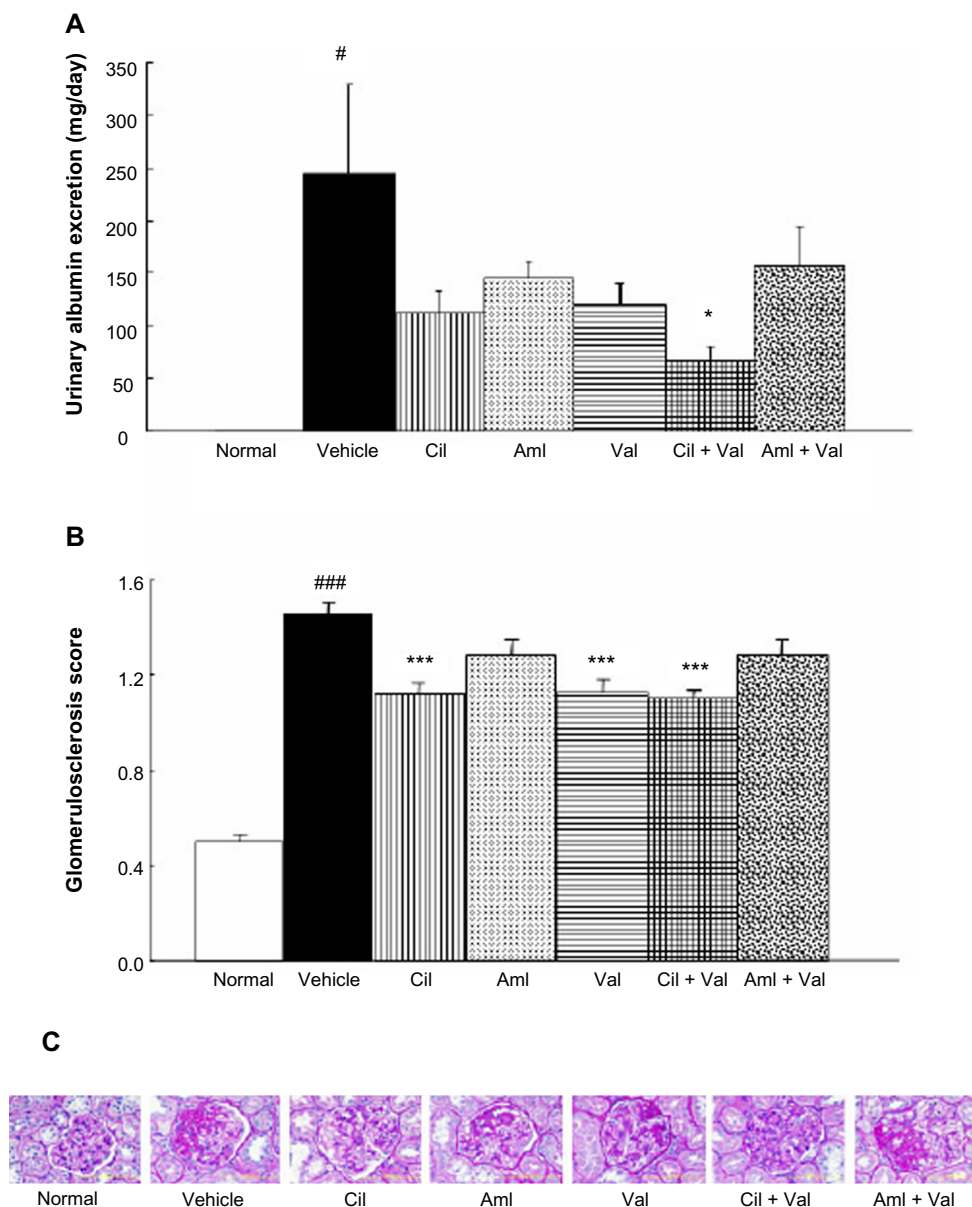 A
Urinary albumin excretion (mg/day)
350
300
250
200
150
100
50
0
#
*
Normal Vehicle Cil Aml Val Cil + Val Aml + Val
B
Glomerulosclerosis score
1.6
1.2
0.8
0.4
0.0
###
*** *** ***
Normal Vehicle Cil Aml Val Cil + Val Aml + Val
C
Normal Vehicle Cil Aml Val Cil + Val Aml + Val